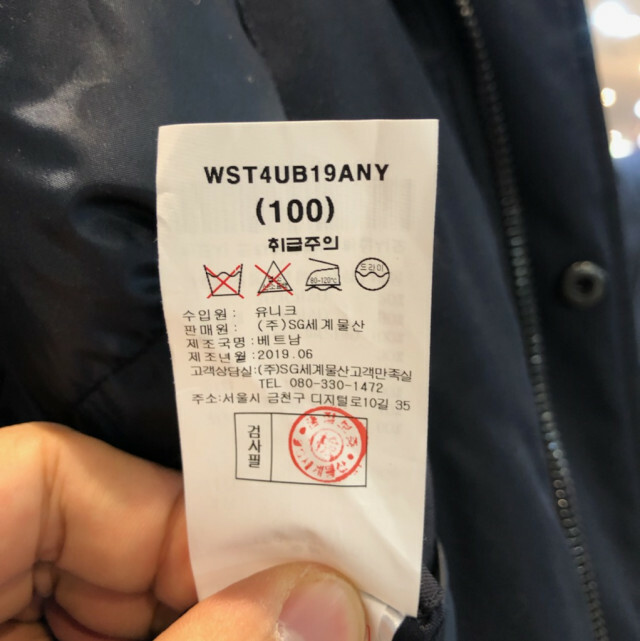 WST4UB19ANY
(100)
취급주의
80~120℃ 드라이
수입원 : 유니크
판매원 : (주)SG세계물산
제조국명 : 베트남
제조년월 : 2019.06
고객상담실: (주)SG세계물산고객만족실
TEL 080-330-1472
주소:서울시 금천구 디지털로10길 35
검사필